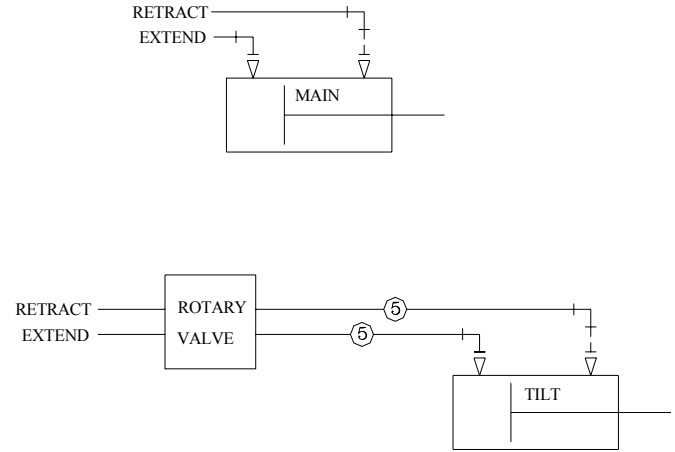 RETRACT
EXTEND
MAIN
RETRACT
ROTARY
5
EXTEND
VALVE
5
TILT